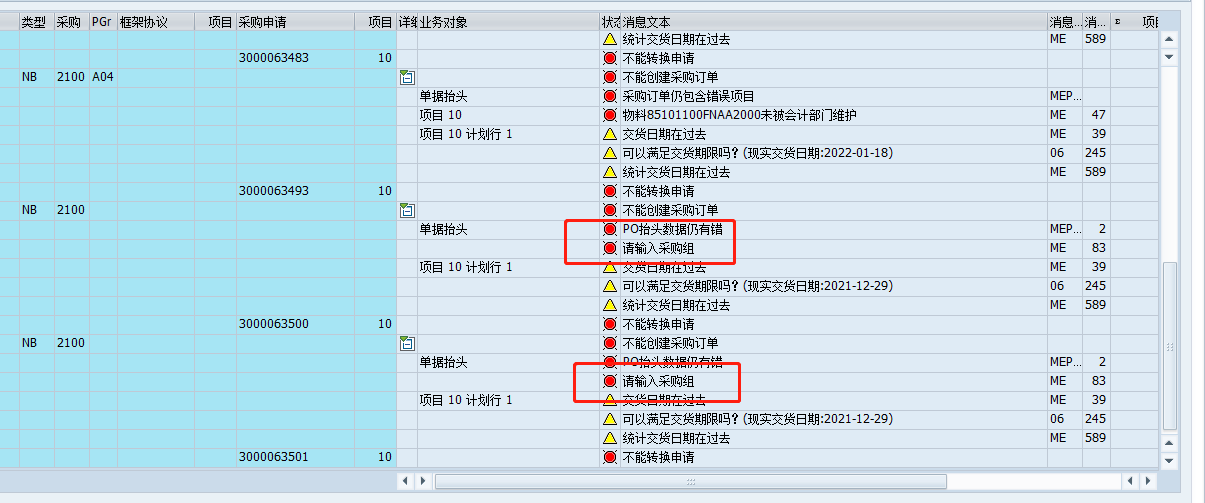 类型 采购 PGr 框架协议 项目 采购申请 项目 详细 业务对象 状态 消息文本 消息... 消... E 项目
统计交货日期在过去 ME 589
3000063483 10 不能转换申请
NB 2100 A04 不能创建采购订单
单据抬头 采购订单仍包含错误项目 MEP...
项目 10 物料85101100FNAA2000未被会计部门维护 ME 47
项目 10 计划行 1 交货日期在过去 ME 39
可以满足交货期限吗? (现实交货日期:2022-01-18) 06 245
统计交货日期在过去 ME 589
3000063493 10 不能转换申请
NB 2100 不能创建采购订单
单据抬头 PO抬头数据仍有错 MEP... 2
请输入采购组 ME 83
项目 10 计划行 1 交货日期在过去 ME 39
可以满足交货期限吗? (现实交货日期:2021-12-29) 06 245
统计交货日期在过去 ME 589
3000063500 10 不能转换申请
NB 2100 不能创建采购订单
单据抬头 PO抬头数据仍有错 MEP... 2
请输入采购组 ME 83
项目 10 计划行 1 交货日期在过去 ME 39
可以满足交货期限吗? (现实交货日期:2021-12-29) 06 245
统计交货日期在过去 ME 589
3000063501 10 不能转换申请